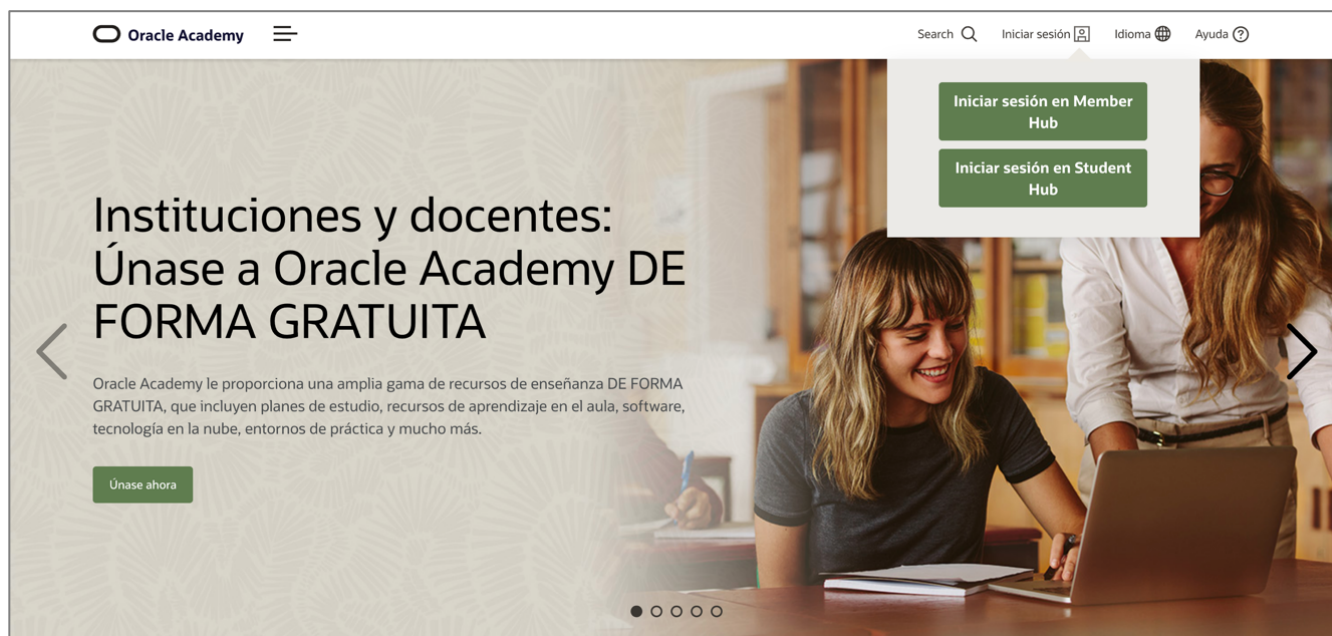 Oracle Academy
Search
Iniciar sesión
Idioma
Ayuda
Iniciar sesión en Member
Hub
Iniciar sesión en Student
Hub
Instituciones y docentes:
Únase a Oracle Academy DE
FORMA GRATUITA
Oracle Academy le proporciona una amplia gama de recursos de enseñanza DE FORMA
GRATUITA, que incluyen planes de estudio, recursos de aprendizaje en el aula, software,
tecnología en la nube, entornos de práctica y mucho más.
Únase ahora